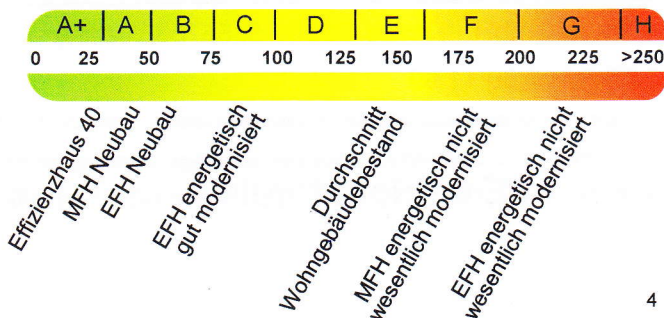 A+ A B C D E F G H
0 25 50 75 100 125 150 175 200 225 >250
Effizienzhaus 40
MFH Neubau
EFH Neubau
EFH energetisch
gut modernisiert
Durchschnitt
Wohngebäudebestand
MFH energetisch nicht
wesentlich modernisiert
EFH energetisch nicht
wesentlich modernisiert
4